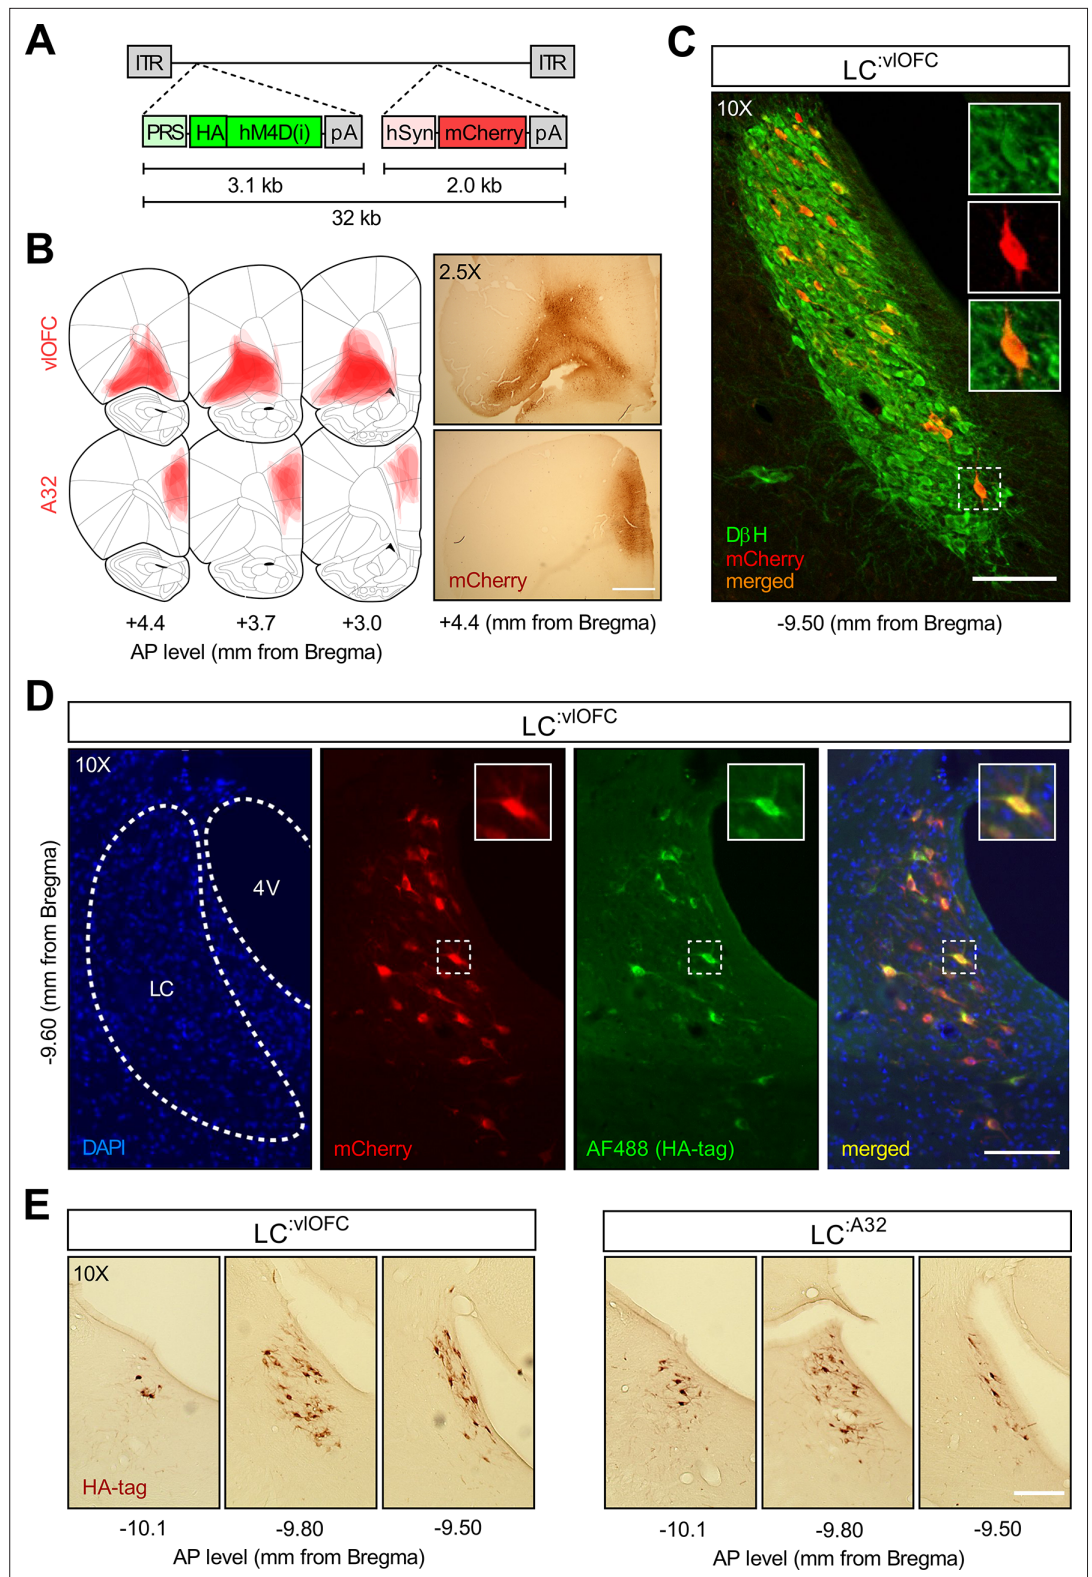 A
ITR
ITR
PRS HA hM4D(i) pA
hSyn mCherry pA
3.1 kb
2.0 kb
32 kb
B
vlOFC
A32
2.5X
mCherry
+4.4
+3.7
+3.0
AP level (mm from Bregma)
+4.4 (mm from Bregma)
C
LC:vlOFC
10X
DβH
mCherry
merged
-9.50 (mm from Bregma)
D
LC:vlOFC
-9.60 (mm from Bregma)
10X
4V
LC
DAPI
mCherry
AF488 (HA-tag)
merged
E
LC:vlOFC
10X
HA-tag
-10.1
-9.80
-9.50
AP level (mm from Bregma)
LC:A32
-10.1
-9.80
-9.50
AP level (mm from Bregma)